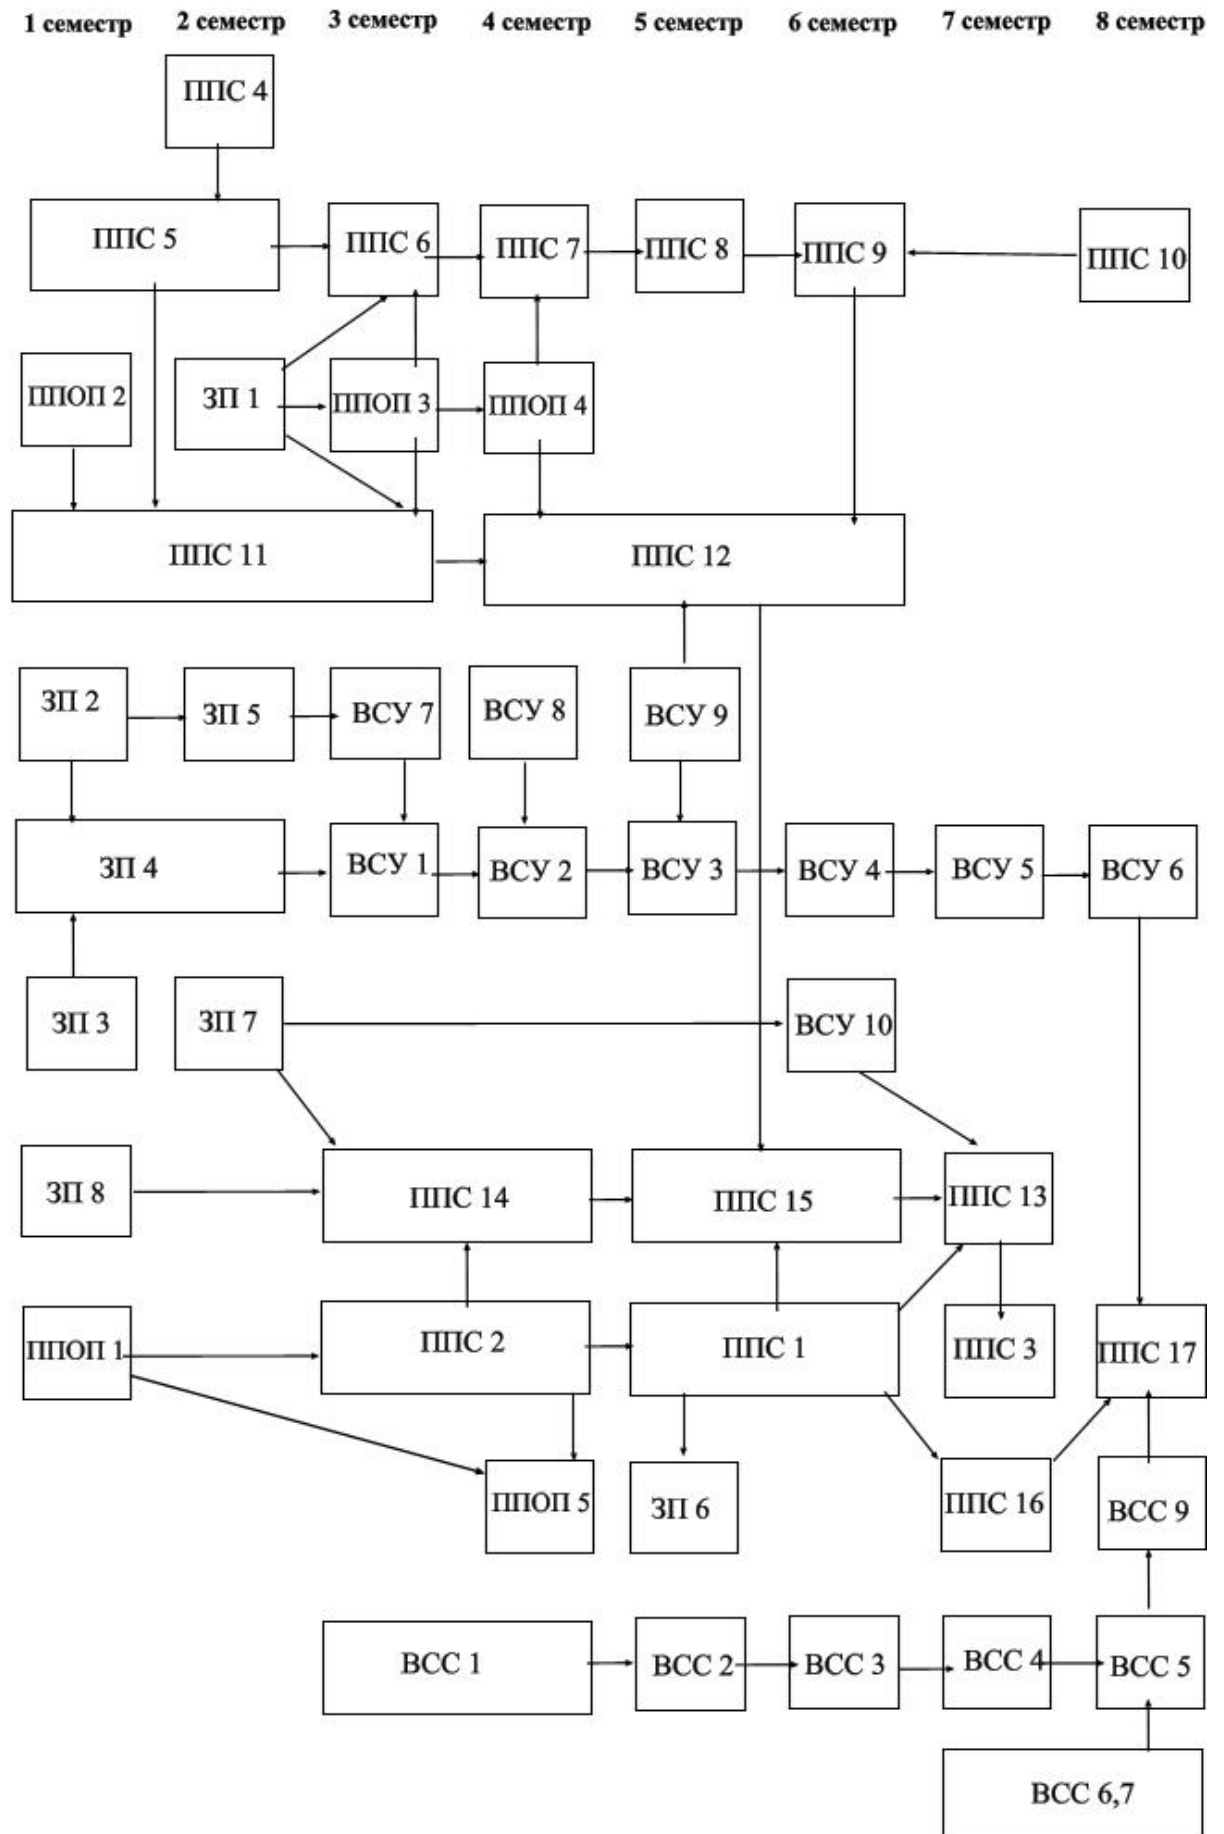 1 семестр 2 семестр 3 семестр 4 семестр 5 семестр 6 семестр 7 семестр 8 семестр
ППС 4
ППС 5 ППС 6 ППС 7 ППС 8 ППС 9 ППС 10
ППОП 2 ЗП 1 ППОП 3 ППОП 4
ППС 11 ППС 12
ЗП 2 ЗП 5 ВСУ 7 ВСУ 8 ВСУ 9
ЗП 4 ВСУ 1 ВСУ 2 ВСУ 3 ВСУ 4 ВСУ 5 ВСУ 6
ЗП 3 ЗП 7 ВСУ 10
ЗП 8 ППС 14 ППС 15 ППС 13
ППОП 1 ППС 2 ППС 1 ППС 3 ППС 17
ППОП 5 ЗП 6 ППС 16 ВСС 9
ВСС 1 ВСС 2 ВСС 3 ВСС 4 ВСС 5
ВСС 6,7